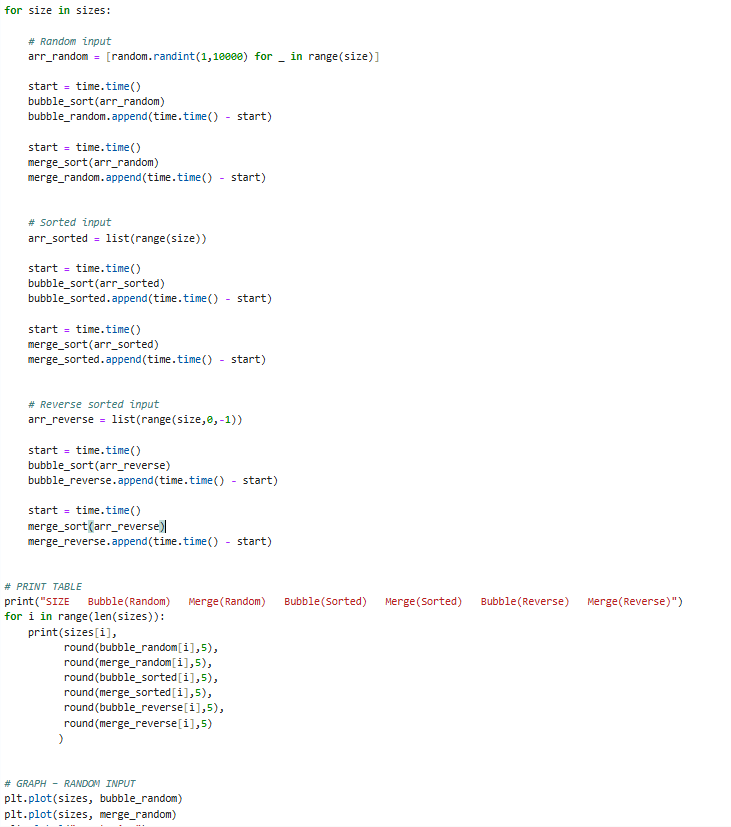 for size in sizes:
# Random input
arr_random = [random.randint(1,10000) for _ in range(size)]
start = time.time()
bubble_sort(arr_random)
bubble_random.append(time.time() - start)
start = time.time()
merge_sort(arr_random)
merge_random.append(time.time() - start)
# Sorted input
arr_sorted = list(range(size))
start = time.time()
bubble_sort(arr_sorted)
bubble_sorted.append(time.time() - start)
start = time.time()
merge_sort(arr_sorted)
merge_sorted.append(time.time() - start)
# Reverse sorted input
arr_reverse = list(range(size,0,-1))
start = time.time()
bubble_sort(arr_reverse)
bubble_reverse.append(time.time() - start)
start = time.time()
merge_sort(arr_reverse)
merge_reverse.append(time.time() - start)
# PRINT TABLE
print("SIZE   Bubble(Random)   Merge(Random)   Bubble(Sorted)   Merge(Sorted)   Bubble(Reverse)   Merge(Reverse)")
for i in range(len(sizes)):
print(sizes[i],
round(bubble_random[i],5),
round(merge_random[i],5),
round(bubble_sorted[i],5),
round(merge_sorted[i],5),
round(bubble_reverse[i],5),
round(merge_reverse[i],5)
)
# GRAPH - RANDOM INPUT
plt.plot(sizes, bubble_random)
plt.plot(sizes, merge_random)